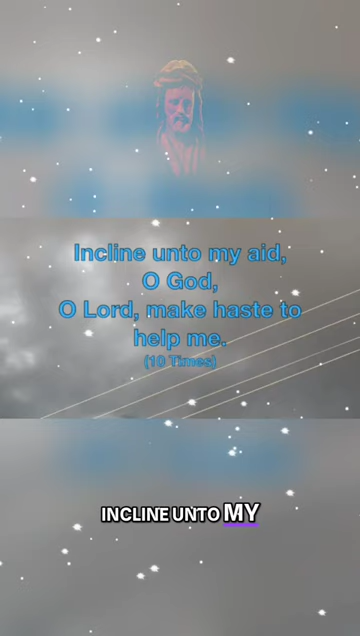 Incline unto my aid,
O God,
O Lord, make haste to
help me.
(10 Times)
INCLINE UNTO MY